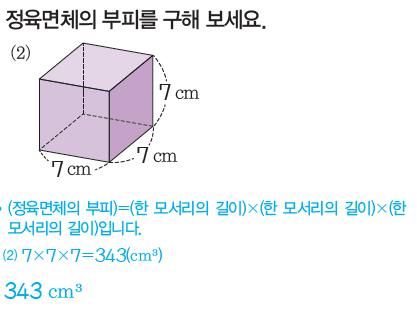 정육면체의 부피를 구해 보세요.
(2)
7 cm
7 cm
7 cm
(정육면체의 부피)=(한 모서리의 길이)×(한 모서리의 길이)×(한
모서리의 길이)입니다.
(2) 7×7×7=343(cm³)
343 cm³